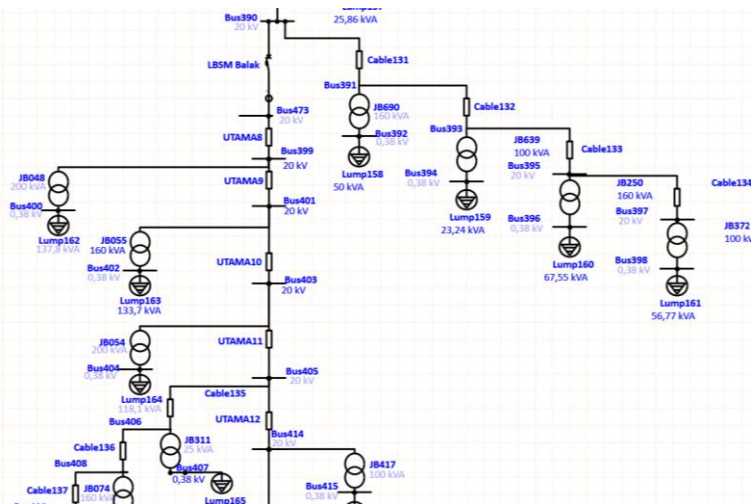 Bus390
20 kV
25,86 kVA
LBSM Balak
Cable131
Bus391
JB690
160 kVA
Bus392
0,38 kV
Lump158
50 kVA
Cable132
Bus393
Bus394
0,38 kV
Lump159
23,24 kVA
JB639
100 kVA
Cable133
Bus395
20 kV
Bus396
0,38 kV
Lump160
67,55 kVA
JB250
160 kVA
Bus397
20 kV
Bus398
0,38 kV
Lump161
56,77 kVA
Cable134
JB372
Bus473
20 kV
UTAMA8
Bus399
20 kV
JB048
200 kVA
Bus400
0,38 kV
Lump162
137,8 kVA
UTAMA9
Bus401
20 kV
JB055
160 kVA
Bus402
0,38 kV
Lump163
133,7 kVA
UTAMA10
Bus403
20 kV
JB054
200 kVA
Bus404
0,38 kV
Lump164
118,1 kVA
UTAMA11
Bus405
20 kV
Cable135
UTAMA12
Bus414
20 kV
Bus406
JB311
25 kVA
Bus407
0,38 kV
Lump165
Cable136
Bus408
Cable137
JB074
160 kVA
JB417
100 kVA
Bus415
0,38 kV